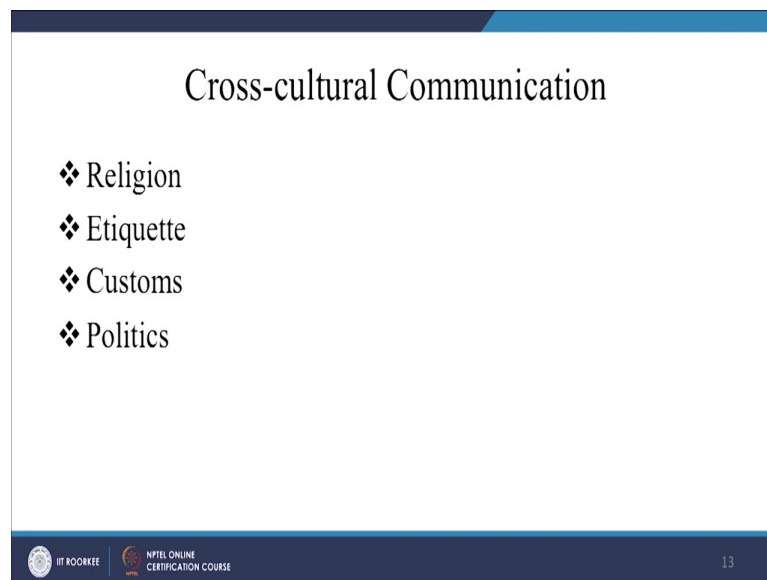 Cross-cultural Communication
❖ Religion
❖ Etiquette
❖ Customs
❖ Politics
IIT ROORKEE
NPTEL ONLINE
CERTIFICATION COURSE
13